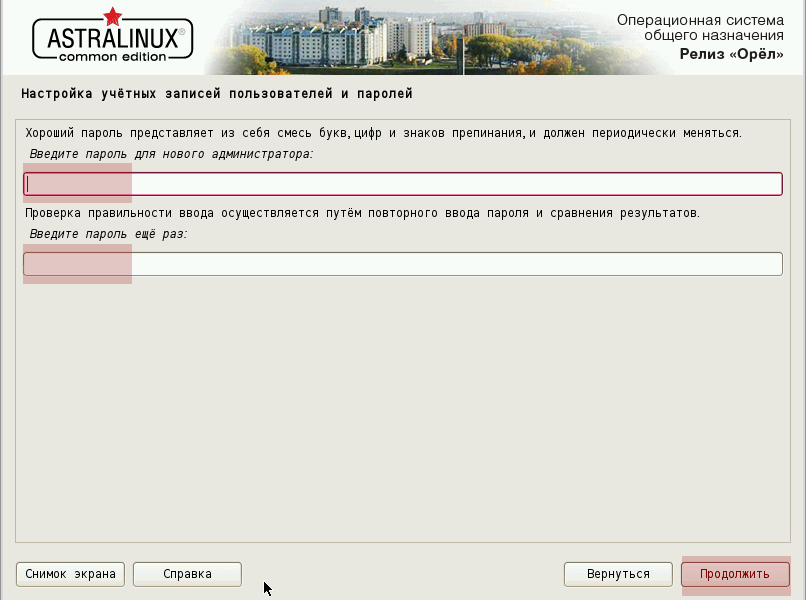 ASTRALINUX®
common edition
Операционная система
общего назначения
Релиз «Орёл»
Настройка учётных записей пользователей и паролей
Хороший пароль представляет из себя смесь букв, цифр и знаков препинания, и должен периодически меняться.
Введите пароль для нового администратора:
Проверка правильности ввода осуществляется путём повторного ввода пароля и сравнения результатов.
Введите пароль ещё раз:
Снимок экрана
Справка
Вернуться
Продолжить